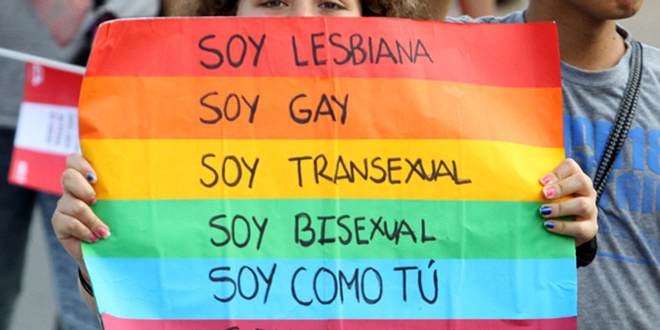 SOY LESBIANA
SOY GAY
SOY TRANSEXUAL
SOY BISEXUAL
SOY COMO TÚ